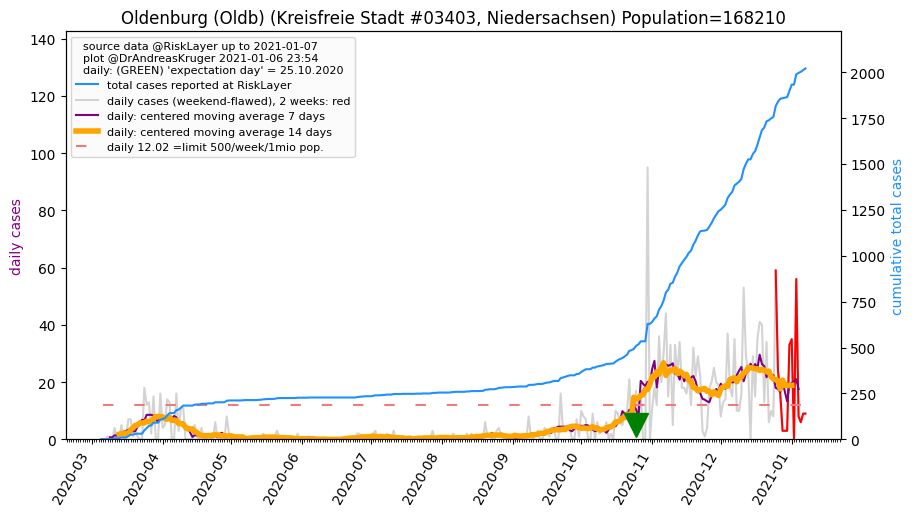 Oldenburg (Oldb) (Kreisfreie Stadt #03403, Niedersachsen) Population=168210
source data @RiskLayer up to 2021-01-07
plot @DrAndreasKruger 2021-01-06 23:54
daily: (GREEN) 'expectation day' = 25.10.2020
total cases reported at RiskLayer
daily cases (weekend-flawed), 2 weeks: red
daily: centered moving average 7 days
daily: centered moving average 14 days
daily 12.02 =limit 500/week/1mio pop.
daily cases
140
120
100
80
60
40
20
0
cumulative total cases
2000
1750
1500
1250
1000
750
500
250
0
2020-03
2020-04
2020-05
2020-06
2020-07
2020-08
2020-09
2020-10
2020-11
2020-12
2021-01